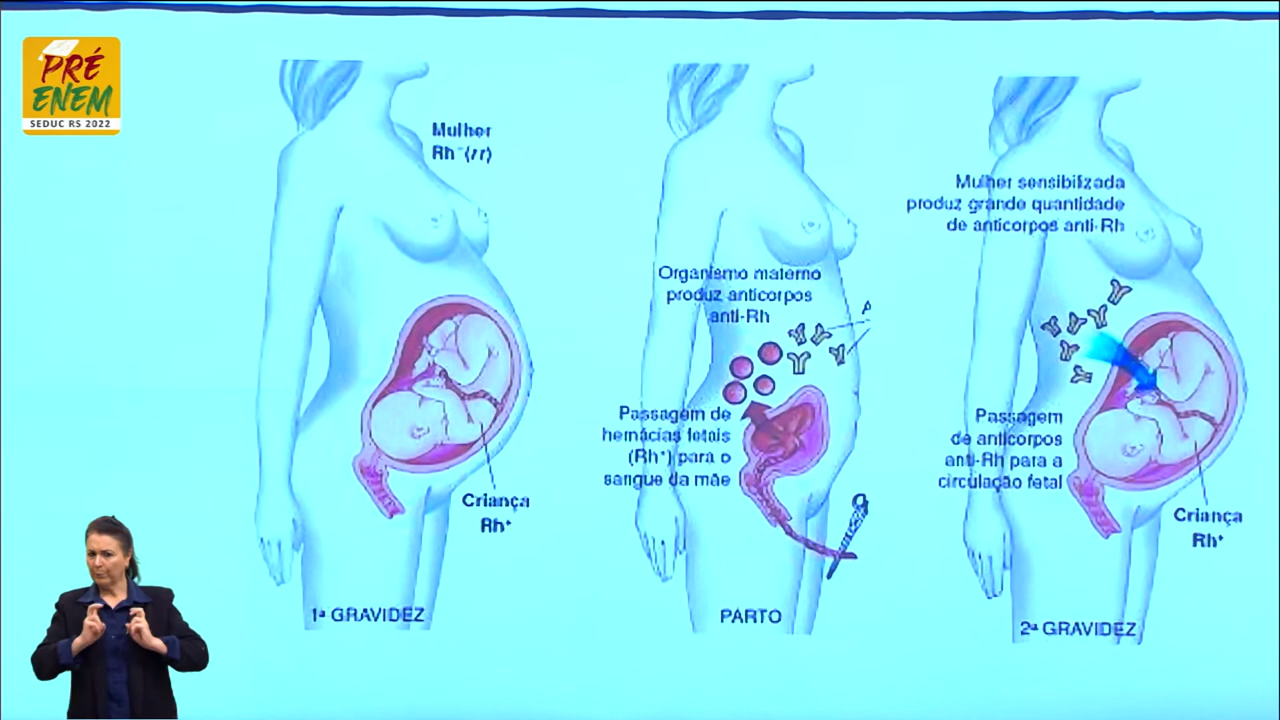 PRÉ
ENEM
SEDUC RS 2022
Mulher
Rh⁻(rr)
Criança
Rh⁺
1ª GRAVIDEZ
Organismo materno
produz anticorpos
anti-Rh
Passagem de
hemácias fetais
(Rh⁺) para o
sangue da mãe
PARTO
Mulher sensibilizada
produz grande quantidade
de anticorpos anti-Rh
Passagem
de anticorpos
anti-Rh para a
circulação fetal
Criança
Rh⁺
2ª GRAVIDEZ